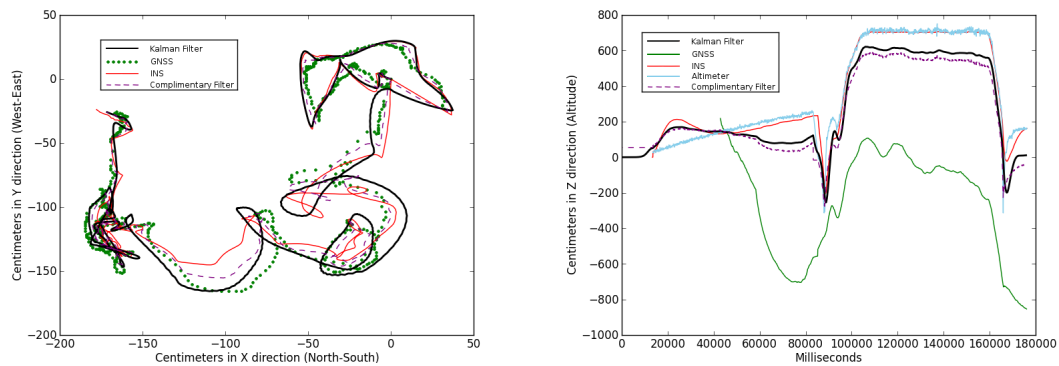 50
0
−50
−100
−150
−200
−200
−150
−100
−50
0
50
Centimeters in Y direction (West-East)
Centimeters in X direction (North-South)
Kalman Filter
GNSS
INS
Complimentary Filter
800
600
400
200
0
−200
−400
−600
−800
−1000
0
20000
40000
60000
80000
100000
120000
140000
160000
180000
Centimeters in Z direction (Altitude)
Milliseconds
Kalman Filter
GNSS
INS
Altimeter
Complimentary Filter